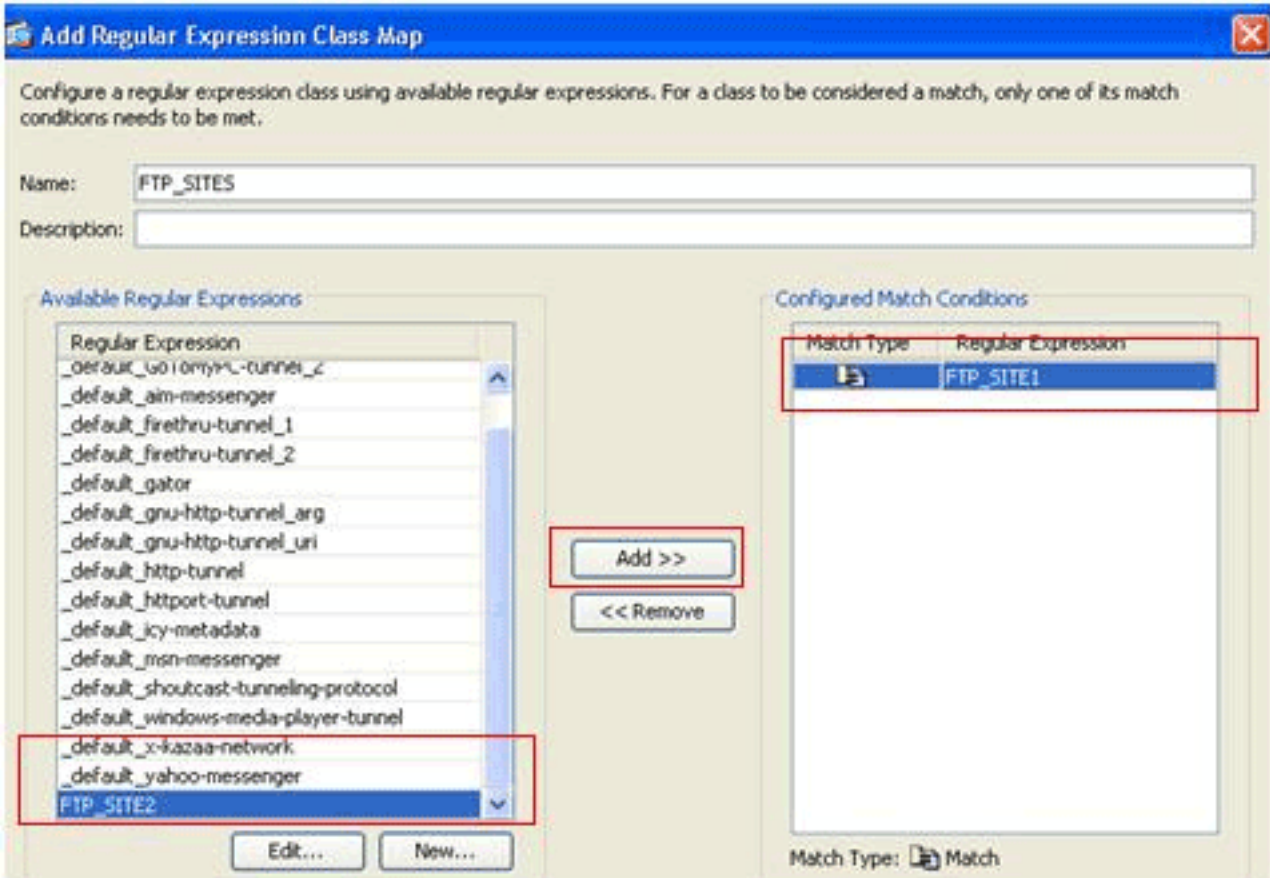 Add Regular Expression Class Map
Configure a regular expression class using available regular expressions. For a class to be considered a match, only one of its match
conditions needs to be met.
Name: FTP_SITES
Description:
Available Regular Expressions
Regular Expression
_default_GoToMyPC-tunnel_2
_default_aim-messenger
_default_firethru-tunnel_1
_default_firethru-tunnel_2
_default_gator
_default_gnu-http-tunnel_arg
_default_gnu-http-tunnel_uri
_default_http-tunnel
_default_httport-tunnel
_default_icy-metadata
_default_msn-messenger
_default_shoutcast-tunneling-protocol
_default_windows-media-player-tunnel
_default_x-kazaa-network
_default_yahoo-messenger
FTP_SITE2
Edit... New...
Add >>
<< Remove
Configured Match Conditions
Match Type Regular Expression
FTP_SITE1
Match Type: Match